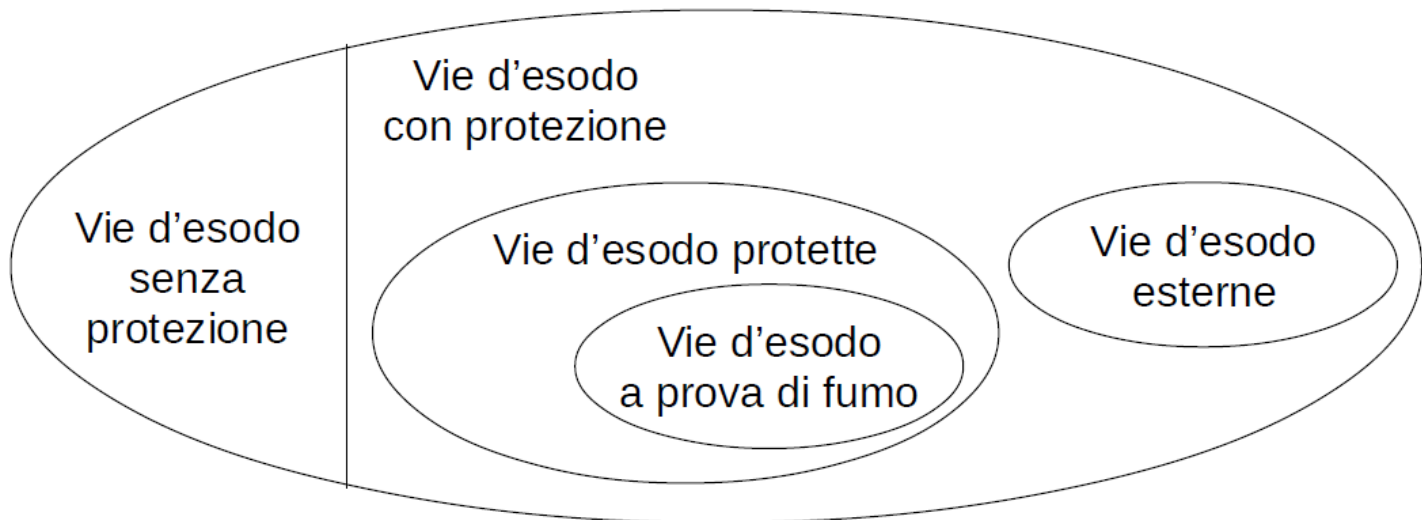 Vie d’esodo
con protezione
Vie d’esodo
senza
protezione
Vie d’esodo protette
Vie d’esodo
a prova di fumo
Vie d’esodo
esterne